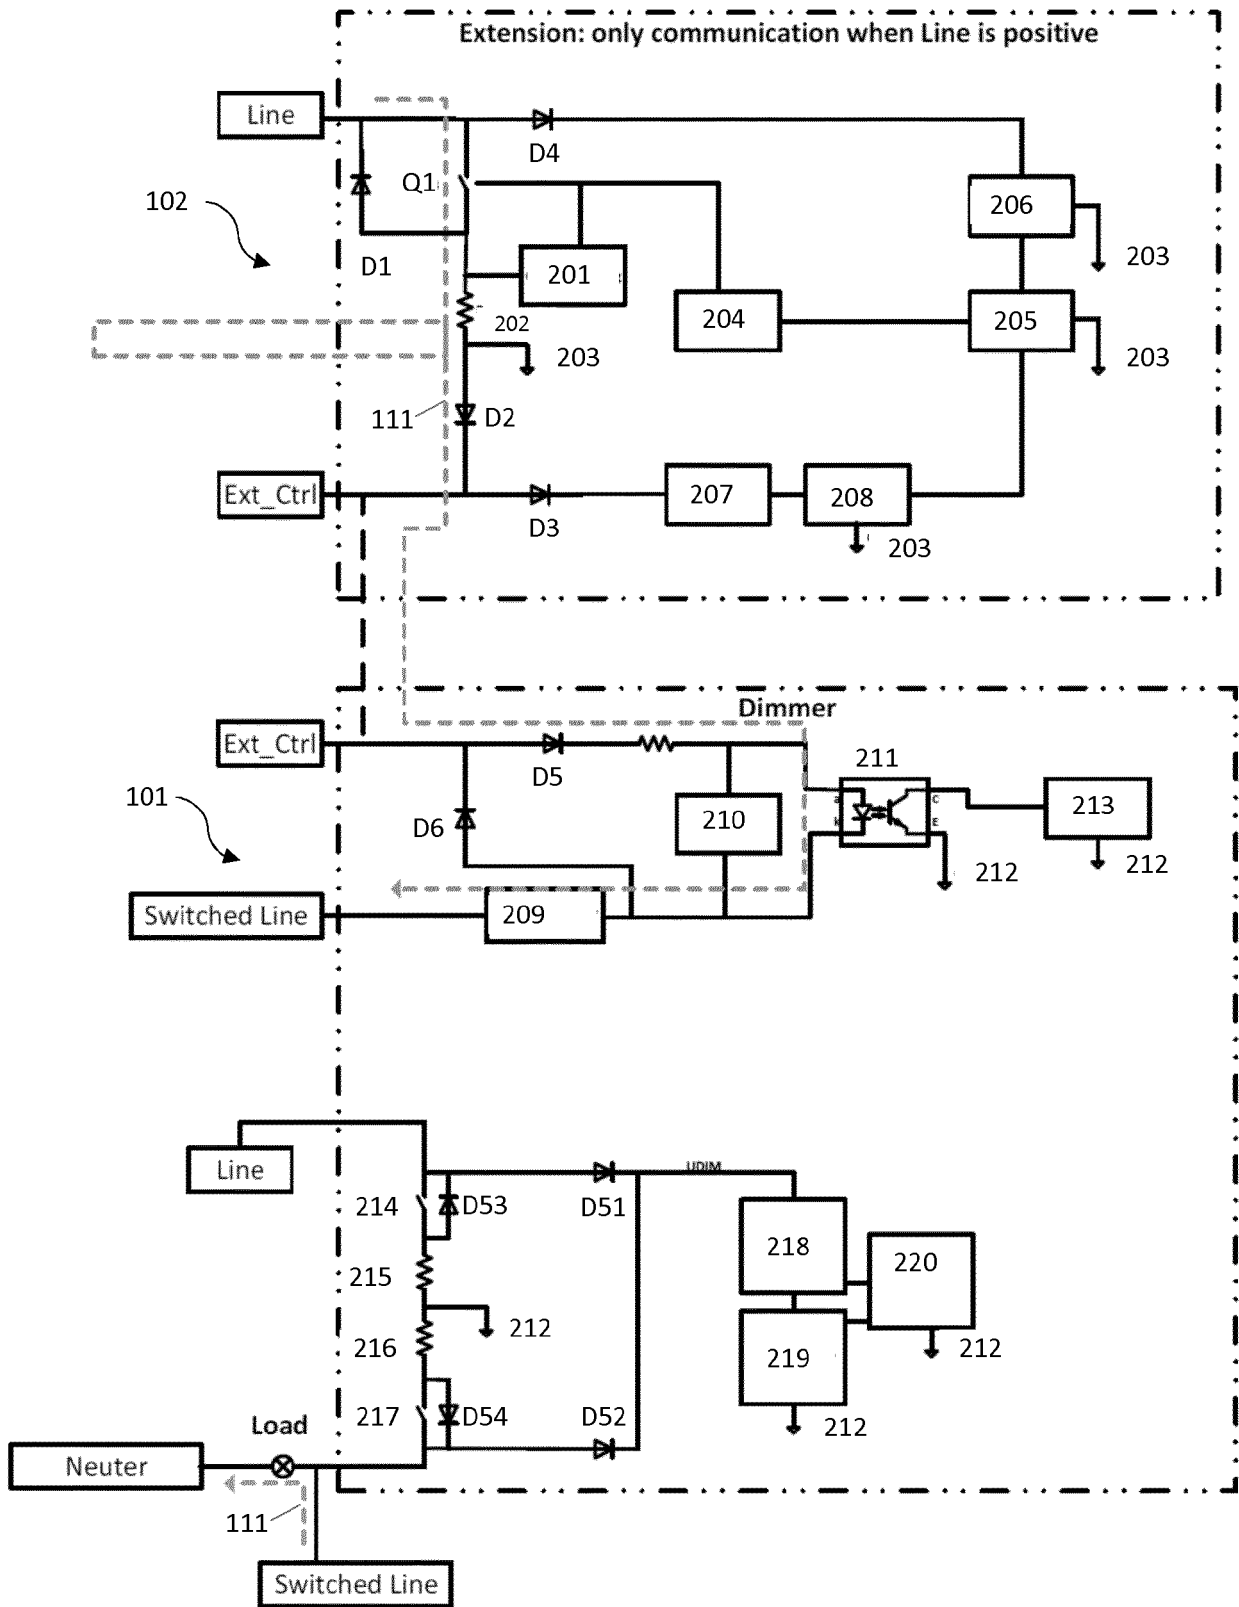 Extension: only communication when Line is positive
Line
D4
Q1
102
206
203
D1
201
202
204
205
203
203
111
D2
Ext_Ctrl
D3
207
208
203
Dimmer
Ext_Ctrl
D5
211
101
D6
210
a
k
C
E
213
212
212
Switched Line
209
Line
214
D53
D51
UDIM
218
220
215
212
216
219
212
217
D54
D52
212
Load
Neuter
111
Switched Line